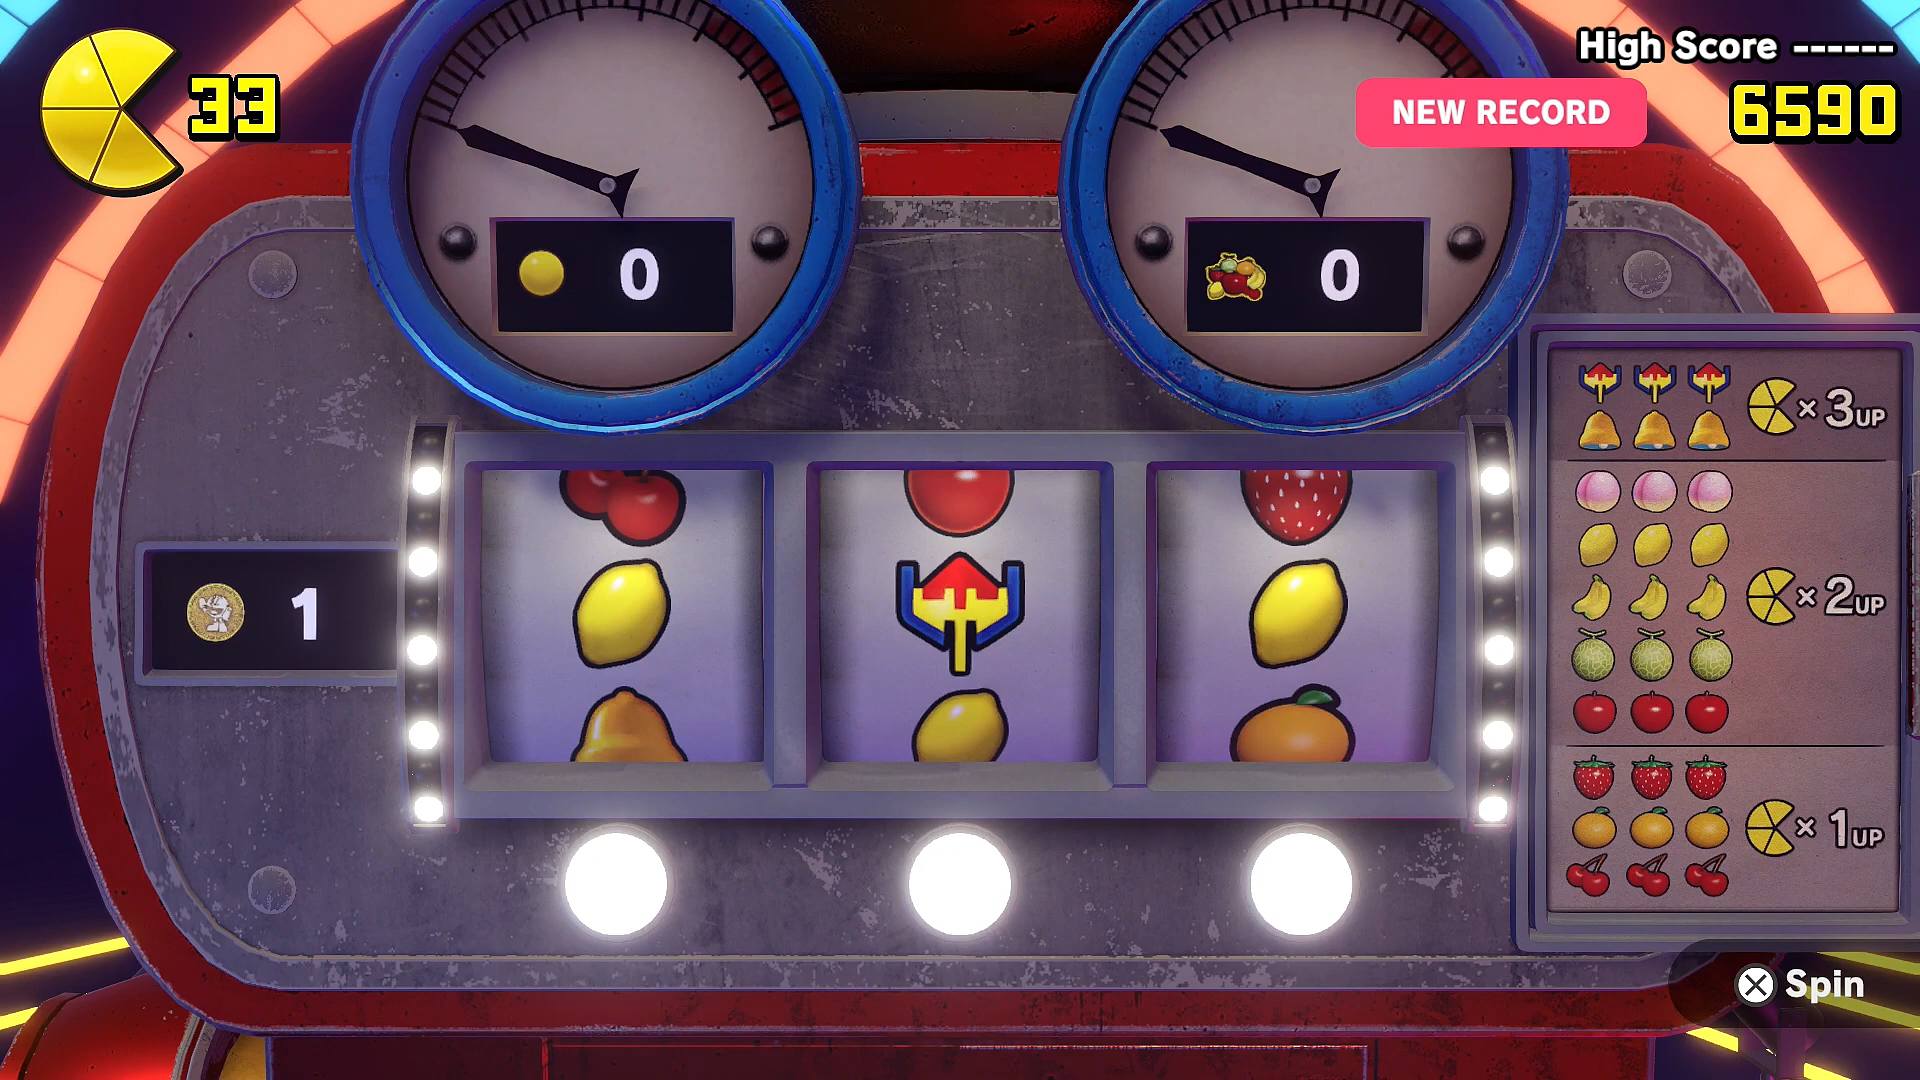 High Score ------
33
NEW RECORD
6590
0
0
1
× 3UP
× 2UP
× 1UP
Spin